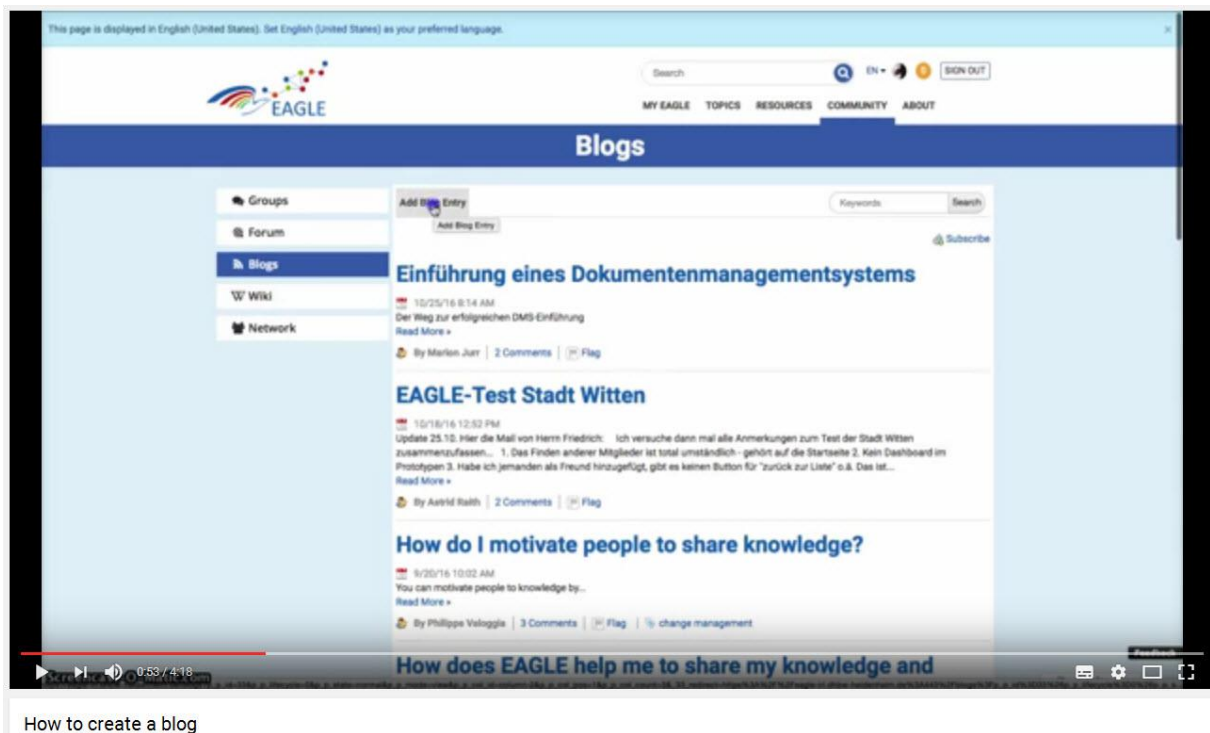 This page is displayed in English (United States). Set English (United States) as your preferred language.
×
EAGLE
Search
EN
SIGN OUT
MY EAGLE TOPICS RESOURCES COMMUNITY ABOUT
Blogs
Groups
Forum
Blogs
Wiki
Network
Add Blog Entry
Keywords
Search
Add Blog Entry
Subscribe
Einführung eines Dokumentenmanagementsystems
10/25/16 8:14 AM
Der Weg zur erfolgreichen DMS-Einführung
Read More »
By Marion Jurr | 2 Comments | Flag
EAGLE-Test Stadt Witten
10/18/16 12:52 PM
Update 25.10. Hier die Mail von Herrn Friedrich: Ich versuche dann mal alle Anmerkungen zum Test der Stadt Witten
zusammenzufassen... 1. Das Finden anderer Mitglieder ist total umständlich - gehört auf die Startseite 2. Kein Dashboard im
Prototypen 3. Habe ich jemanden als Freund hinzugefügt, gibt es keinen Button für "zurück zur Liste" o.ä. Das ist...
Read More »
By Astrid Raith | 2 Comments | Flag
How do I motivate people to share knowledge?
9/20/16 10:02 AM
You can motivate people to knowledge by...
Read More »
By Philippe Valoggia | 3 Comments | Flag | change management
How does EAGLE help me to share my knowledge and
Feedback
0:53 / 4:18
How to create a blog